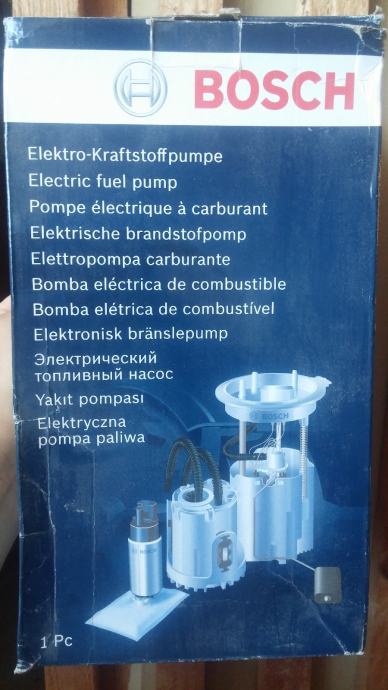 BOSCH
Elektro-Kraftstoffpumpe
Electric fuel pump
Pompe électrique à carburant
Elektrische brandstofpomp
Elettropompa carburante
Bomba eléctrica de combustible
Bomba elétrica de combustível
Elektronisk bränslepump
Электрический
топливный насос
Yakıt pompası
Elektryczna
pompa paliwa
BOSCH
BOSCH
1 Pc